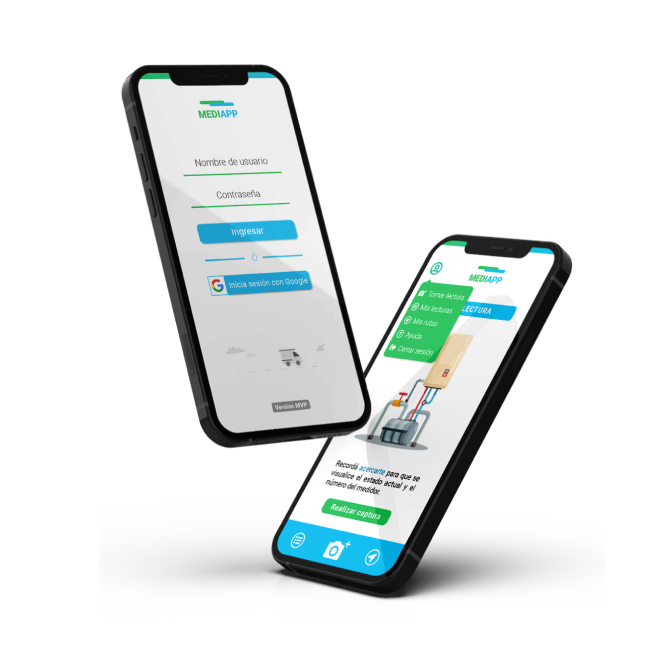 MEDIAPP
Nombre de usuario
Contraseña
Ingresar
Inicia sesión con Google
Versión MVP
MEDIAPP
Tomar lectura
Mis lecturas
Mis rutas
Ayuda
Cerrar sesión
LECTURA
Recordá acercarte para que se
visualice el estado actual y el
número del medidor.
Realizar captura